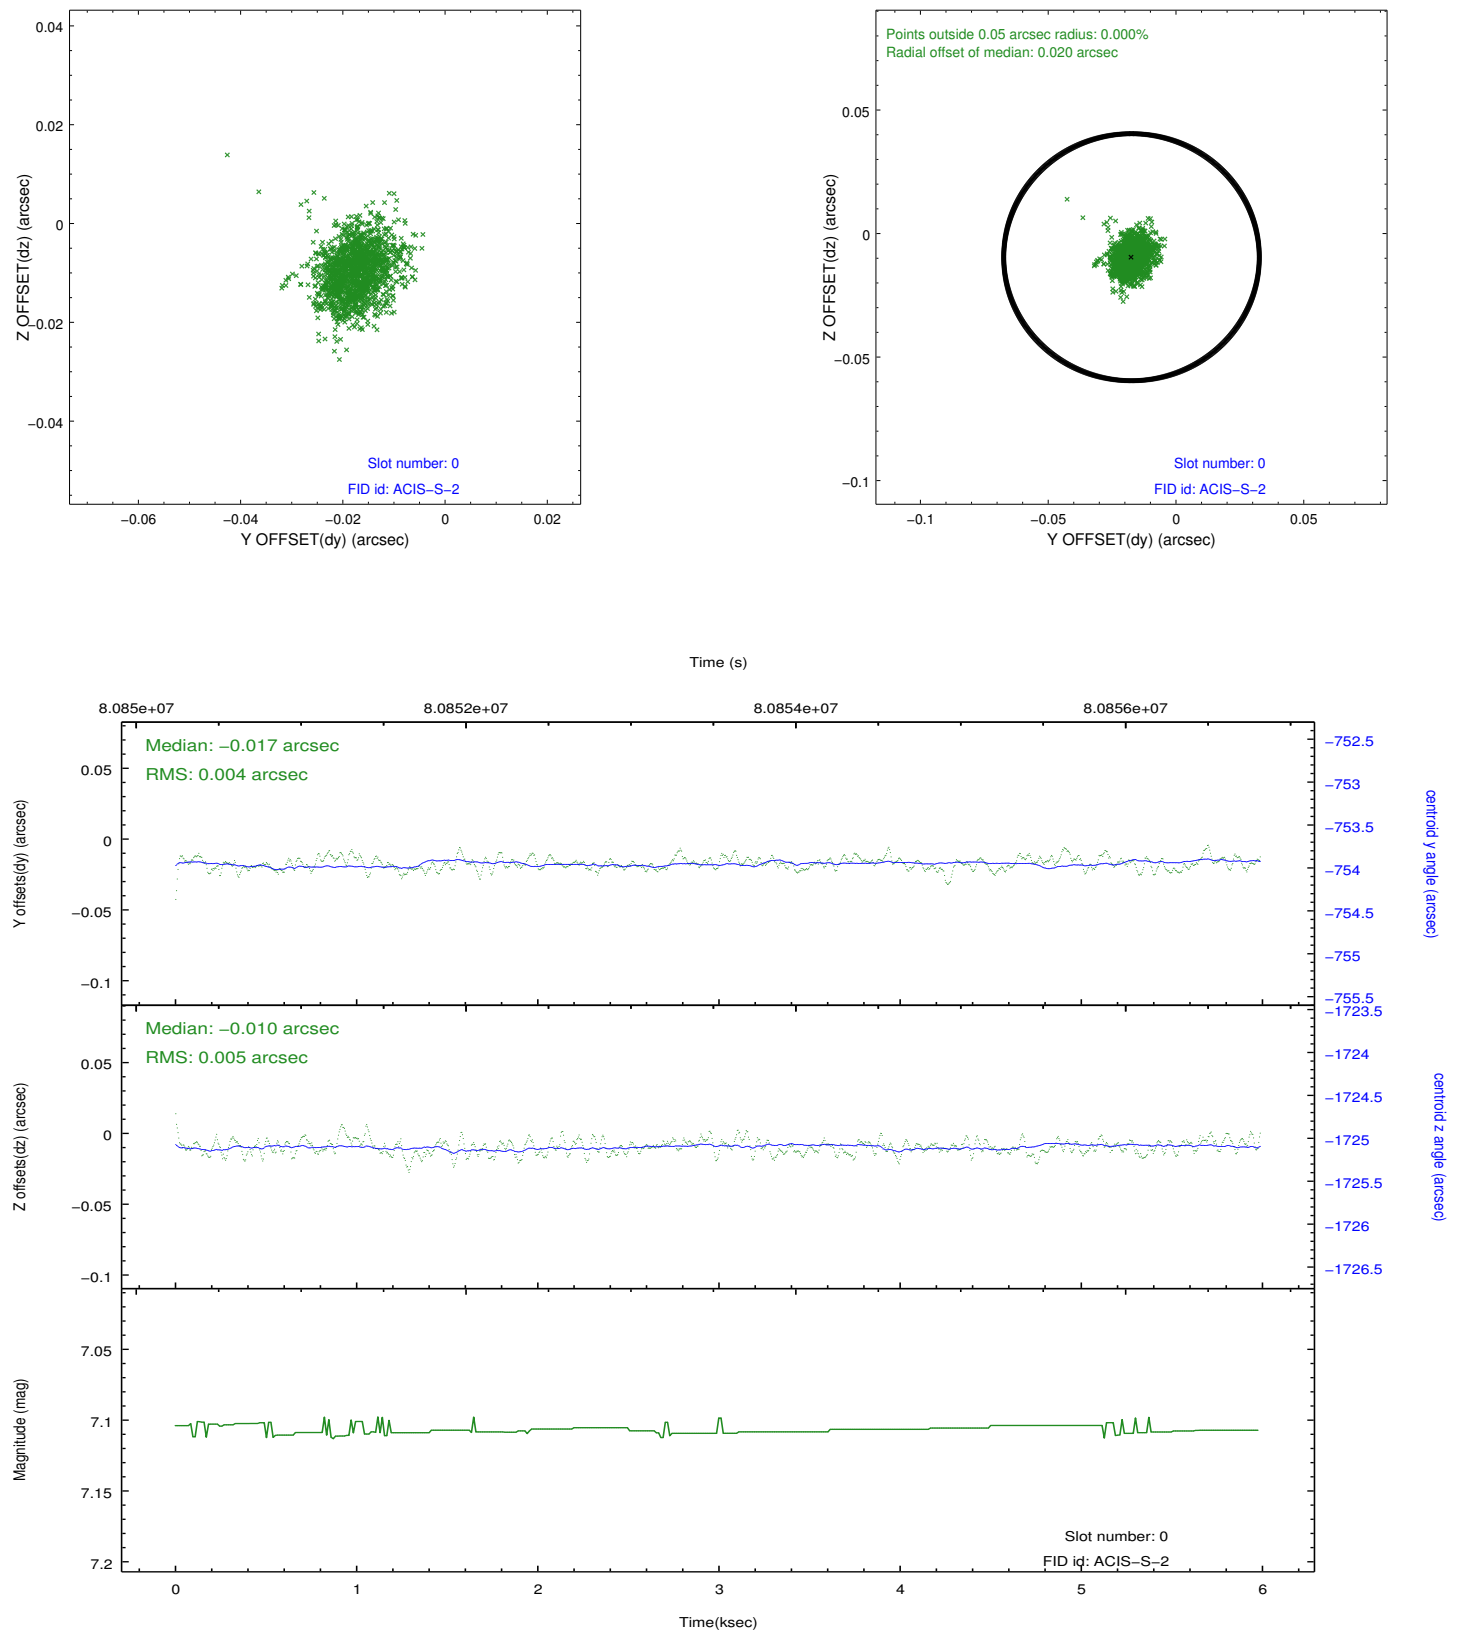 0.04
0.02
0
−0.02
−0.04
Z OFFSET(dz) (arcsec)
Slot number: 0
FID id: ACIS−S−2
−0.06
−0.04
−0.02
0
0.02
Y OFFSET(dy) (arcsec)
Points outside 0.05 arcsec radius: 0.000%
Radial offset of median: 0.020 arcsec
0.05
0
−0.05
−0.1
Z OFFSET(dz) (arcsec)
Slot number: 0
FID id: ACIS−S−2
−0.1
−0.05
0
0.05
Y OFFSET(dy) (arcsec)
Time (s)
8.085e+07
8.0852e+07
8.0854e+07
8.0856e+07
Median: −0.017 arcsec
RMS: 0.004 arcsec
0.05
0
−0.05
−0.1
Y offsets(dy) (arcsec)
−752.5
−753
−753.5
−754
−754.5
−755
−755.5
centroid y angle (arcsec)
Median: −0.010 arcsec
RMS: 0.005 arcsec
0.05
0
−0.05
−0.1
Z offsets(dz) (arcsec)
−1723.5
−1724
−1724.5
−1725
−1725.5
−1726
−1726.5
centroid z angle (arcsec)
7.05
7.1
7.15
7.2
Magnitude (mag)
Slot number: 0
FID id: ACIS−S−2
0
1
2
3
4
5
6
Time(ksec)